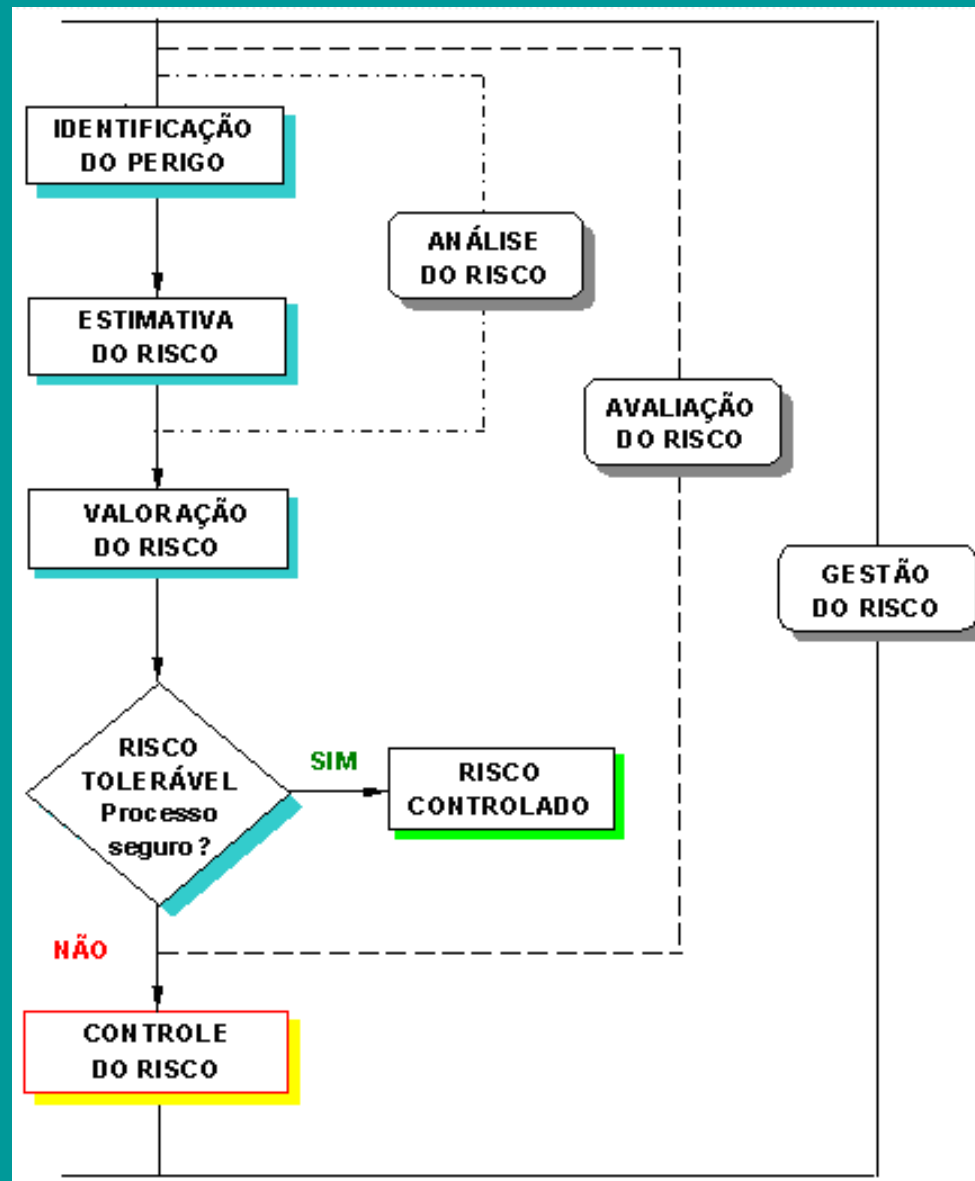 IDENTIFICAÇÃO
DO PERIGO
ANÁLISE
DO RISCO
ESTIMATIVA
DO RISCO
AVALIAÇÃO
DO RISCO
VALORAÇÃO
DO RISCO
GESTÃO
DO RISCO
RISCO
TOLERÁVEL
Processo
seguro?
SIM
RISCO
CONTROLADO
NÃO
CONTROLE
DO RISCO